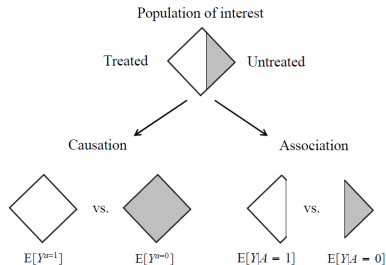 Population of interest
Treated
Untreated
Causation
Association
vs.
vs.
E[Y^{a=1}]
E[Y^{a=0}]
E[Y|A = 1]
E[Y|A = 0]